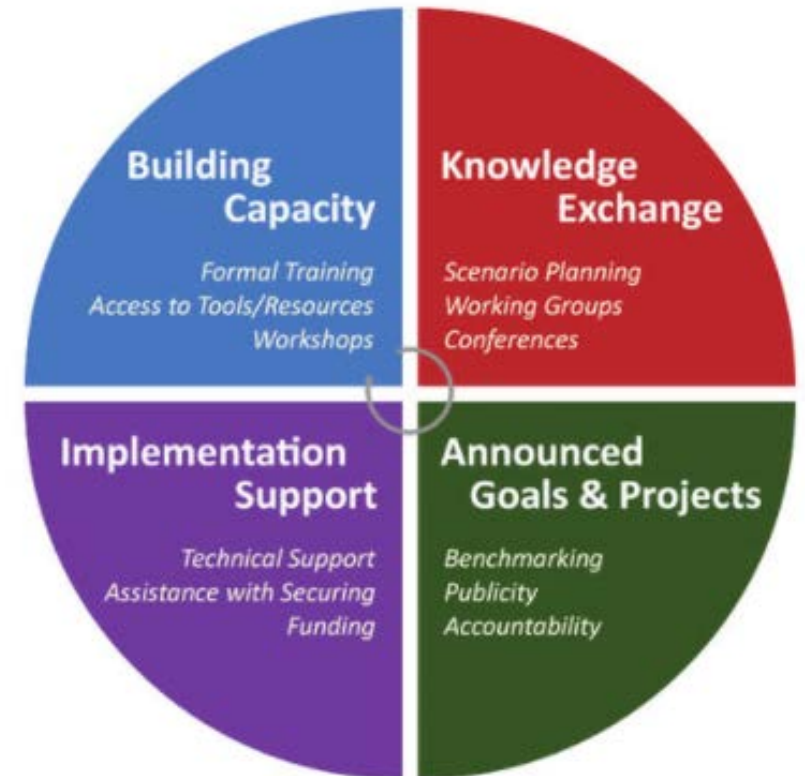 Building
Capacity
Formal Training
Access to Tools/Resources
Workshops
Knowledge
Exchange
Scenario Planning
Working Groups
Conferences
Implementation
Support
Technical Support
Assistance with Securing
Funding
Announced
Goals & Projects
Benchmarking
Publicity
Accountability